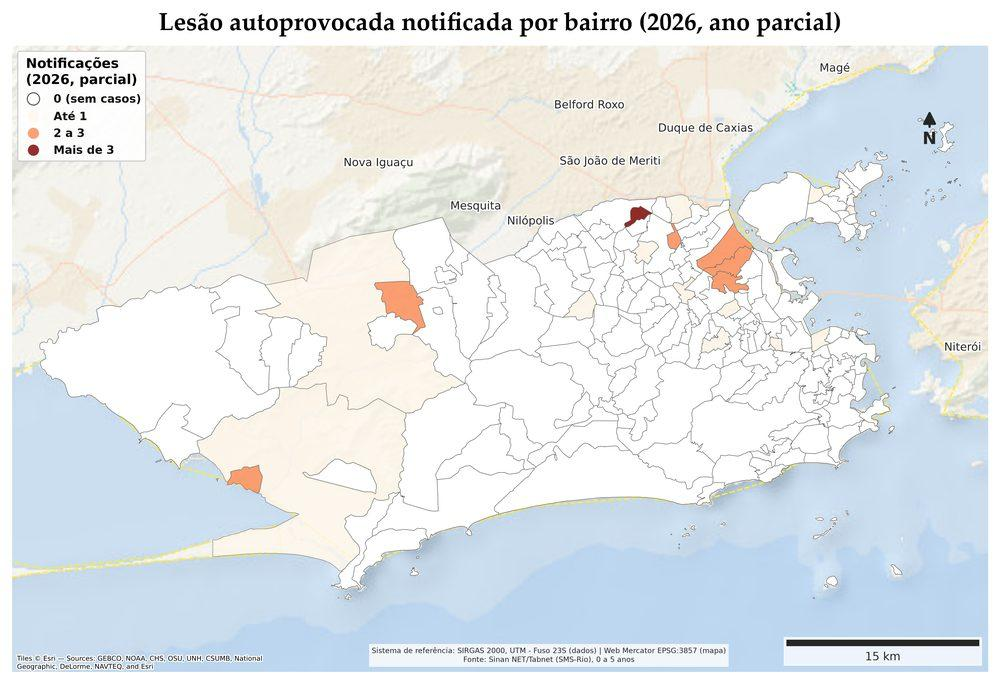 Lesão autoprovocada notificada por bairro (2026, ano parcial)
Notificações
(2026, parcial)
0 (sem casos)
Até 1
2 a 3
Mais de 3
Magé
Belford Roxo
Duque de Caxias
N
Nova Iguaçu
São João de Meriti
Mesquita
Nilópolis
Niterói
15 km
Tiles © Esri — Sources: GEBCO, NOAA, CHS, OSU, UNH, CSUMB, National
Geographic, DeLorme, NAVTEQ, and Esri
Sistema de referência: SIRGAS 2000, UTM - Fuso 23S (dados) | Web Mercator EPSG:3857 (mapa)
Fonte: Sinan NET/Tabnet (SMS-Rio), 0 a 5 anos